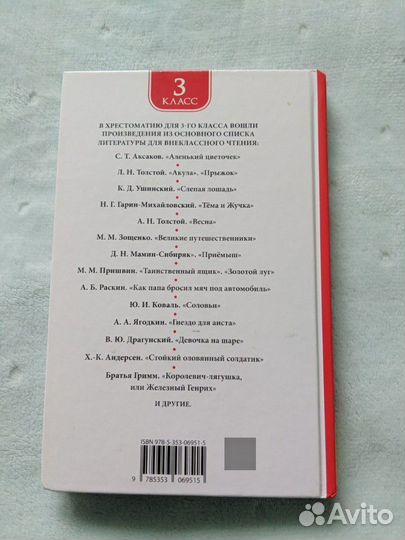 3
КЛАСС
В ХРЕСТОМАТИЮ ДЛЯ 3-ГО КЛАССА ВОШЛИ
ПРОИЗВЕДЕНИЯ ИЗ ОСНОВНОГО СПИСКА
ЛИТЕРАТУРЫ ДЛЯ ВНЕКЛАССНОГО ЧТЕНИЯ:
С. Т. Аксаков. «Аленький цветочек»
Л. Н. Толстой. «Акула». «Прыжок»
К. Д. Ушинский. «Слепая лошадь»
Н. Г. Гарин-Михайловский. «Тёма и Жучка»
А. Н. Толстой. «Весна»
М. М. Зощенко. «Великие путешественники»
Д. Н. Мамин-Сибиряк. «Приёмыш»
М. М. Пришвин. «Таинственный ящик». «Золотой луг»
А. Б. Раскин. «Как папа бросил мяч под автомобиль»
Ю. И. Коваль. «Соловьи»
А. А. Ягодкин. «Гнездо для аиста»
В. Ю. Драгунский. «Девочка на шаре»
Х.-К. Андерсен. «Стойкий оловянный солдатик»
Братья Гримм. «Королевич-лягушка,
или Железный Генрих»
И ДРУГИЕ.
ISBN 978-5-353-06951-5
9 785353 069515
Avito